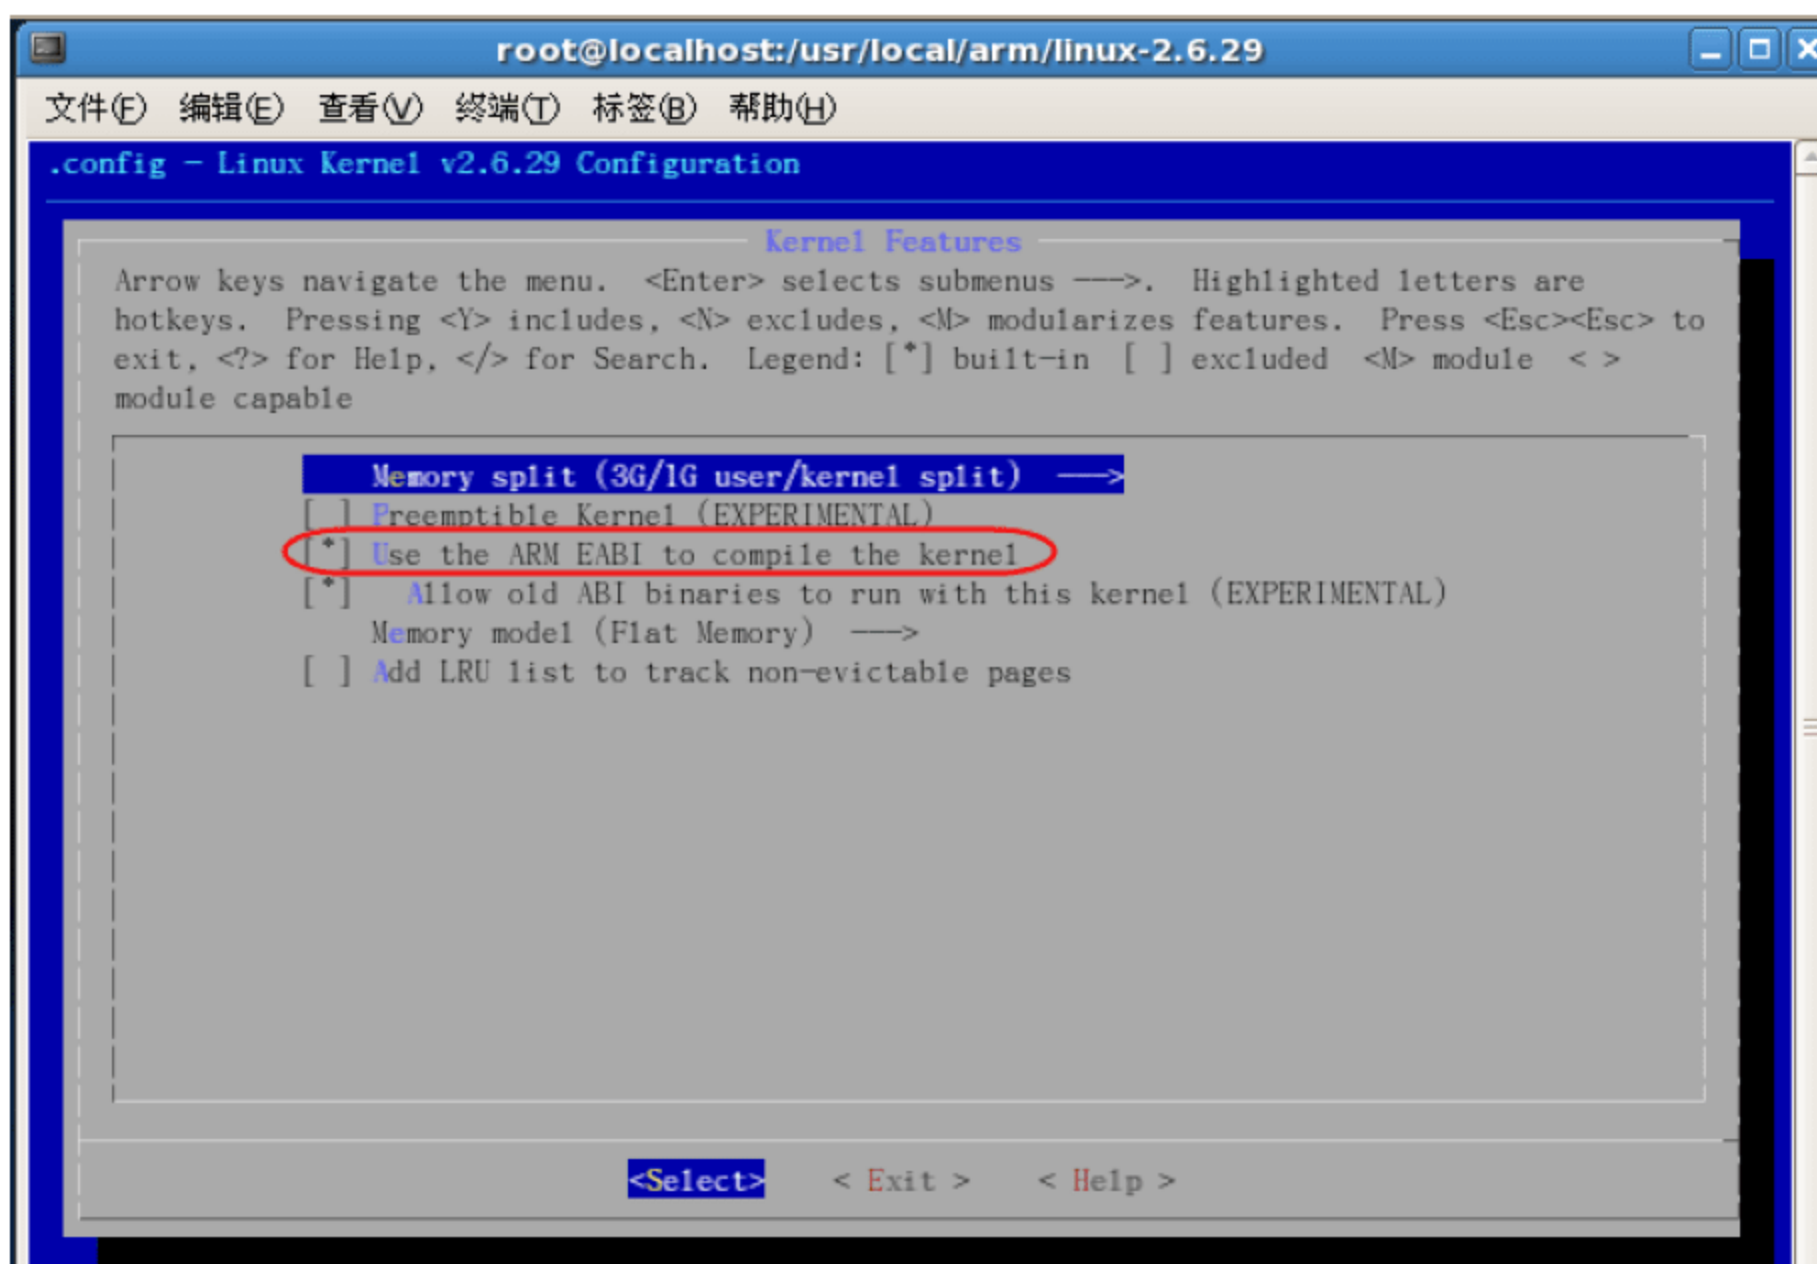 root@localhost:/usr/local/arm/linux-2.6.29
文件(F) 编辑(E) 查看(V) 终端(T) 标签(B) 帮助(H)
.config - Linux Kernel v2.6.29 Configuration
Kernel Features
Arrow keys navigate the menu.  <Enter> selects submenus --->.  Highlighted letters are
hotkeys.  Pressing <Y> includes, <N> excludes, <M> modularizes features.  Press <Esc><Esc> to
exit, <?> for Help, </> for Search.  Legend: [*] built-in  [ ] excluded  <M> module  < >
module capable
Memory split (3G/1G user/kernel split)  --->
[ ] Preemptible Kernel (EXPERIMENTAL)
[*] Use the ARM EABI to compile the kernel
[*]   Allow old ABI binaries to run with this kernel (EXPERIMENTAL)
Memory model (Flat Memory)  --->
[ ] Add LRU list to track non-evictable pages
<Select>    < Exit >    < Help >